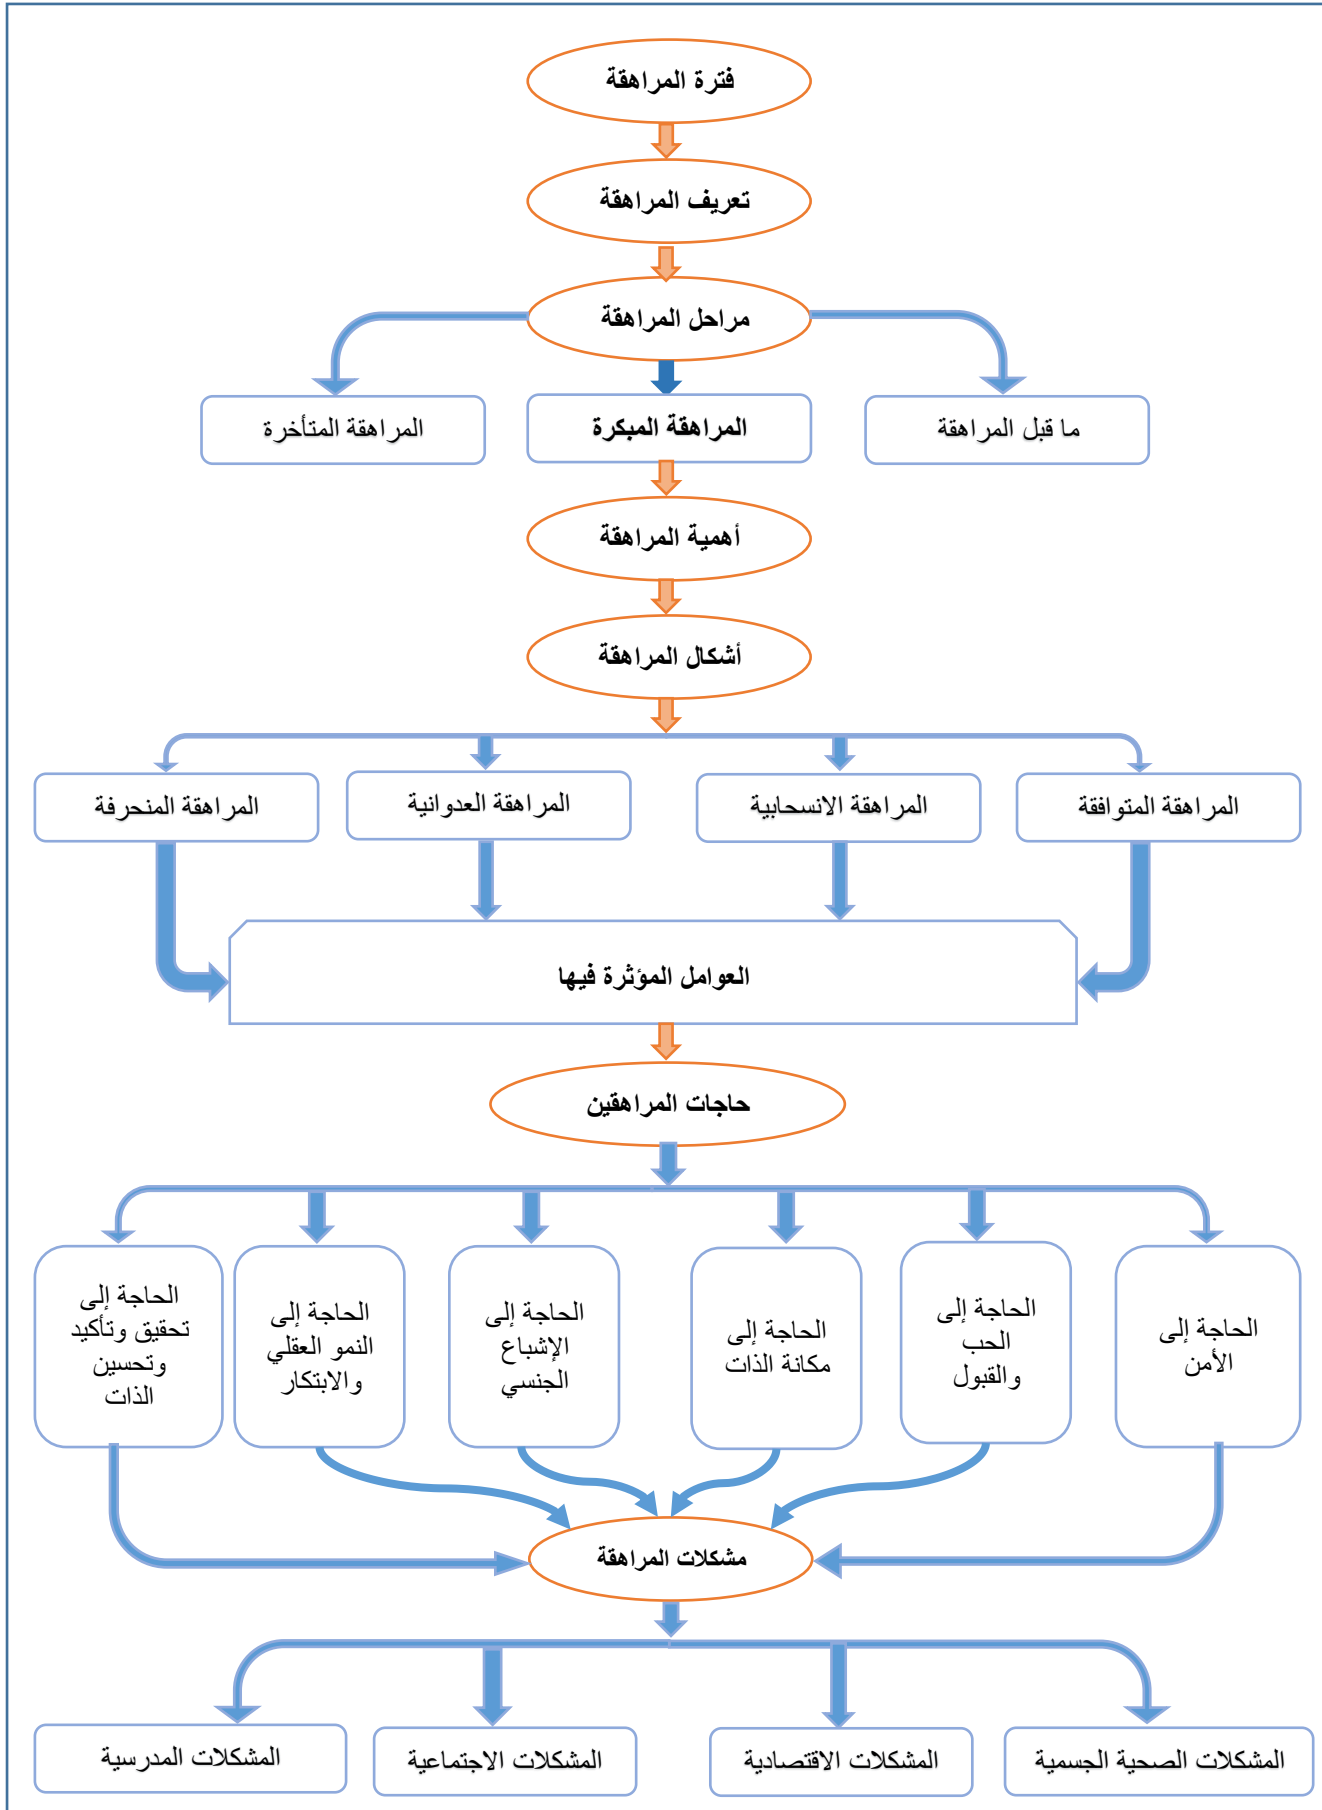 فترة المراهقة
تعريف المراهقة
مراحل المراهقة
ما قبل المراهقة
المراهقة المبكرة
المراهقة المتأخرة
أهمية المراهقة
أشكال المراهقة
المراهقة المتوافقة
المراهقة الانسحابية
المراهقة العدوانية
المراهقة المنحرفة
العوامل المؤثرة فيها
حاجات المراهقين
الحاجة إلى
الأمن
الحاجة إلى
الحب
والقبول
الحاجة إلى
مكانة الذات
الحاجة إلى
الإشباع
الجنسي
الحاجة إلى
النمو العقلي
والابتكار
الحاجة إلى
تحقيق وتأكيد
وتحسين
الذات
مشكلات المراهقة
المشكلات الصحية الجسمية
المشكلات الاقتصادية
المشكلات الاجتماعية
المشكلات المدرسية